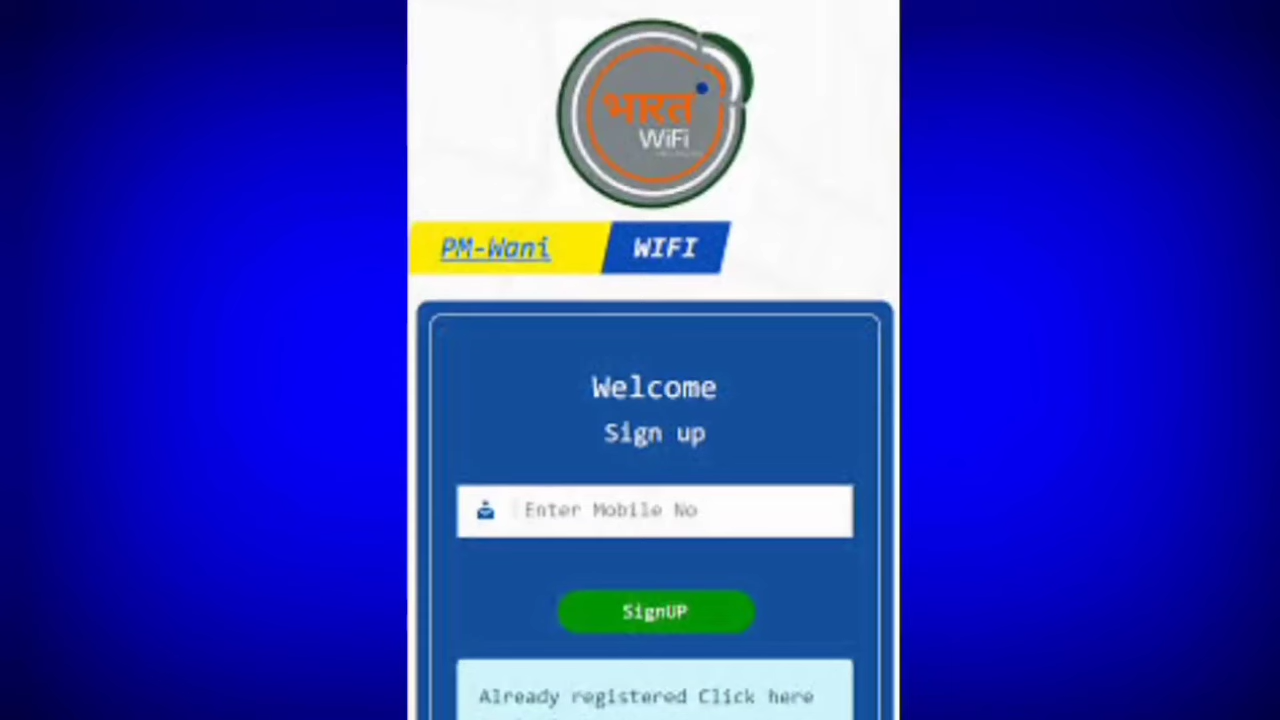 भारत
WiFi
PM-Wani WIFI
Welcome
Sign up
Enter Mobile No
SignUP
Already registered Click here